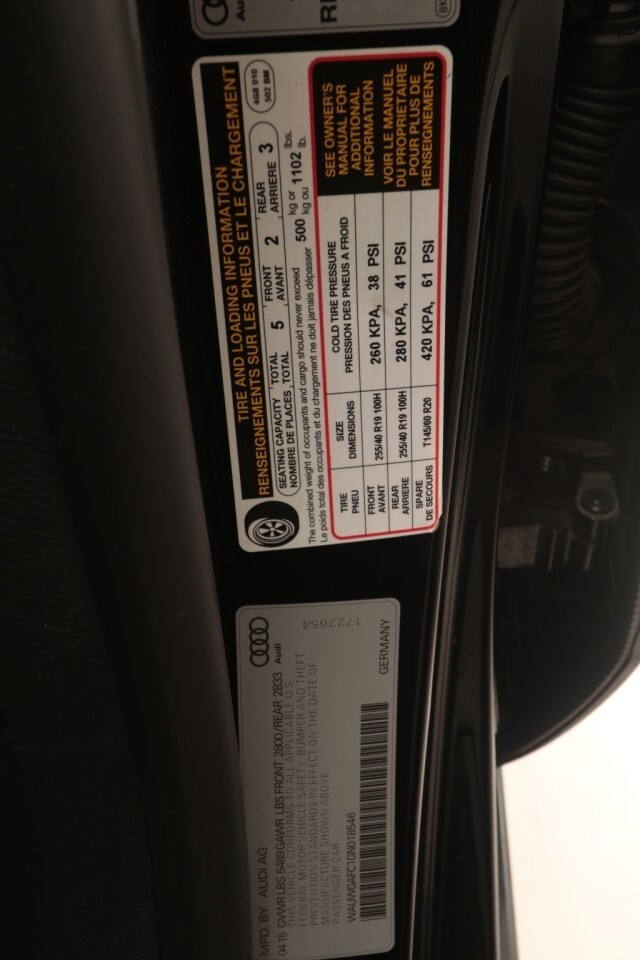 Audi
TIRE AND LOADING INFORMATION
RENSEIGNEMENTS SUR LES PNEUS ET LE CHARGEMENT
4G8 010
502 BM
SEATING CAPACITY TOTAL 5 FRONT 2 REAR 3
NOMBRE DE PLACES TOTAL AVANT ARRIERE
The combined weight of occupants and cargo should never exceed 500 kg or 1102 lbs.
Le poids total des occupants et du chargement ne doit jamais dépasser kg ou lb.
TIRE SIZE COLD TIRE PRESSURE
PNEU DIMENSIONS PRESSION DES PNEUS A FROID
FRONT 255/40 R19 100H 260 KPA, 38 PSI
AVANT
REAR 255/40 R19 100H 280 KPA, 41 PSI
ARRIERE
SPARE T145/60 R20 420 KPA, 61 PSI
DE SECOURS
SEE OWNER'S
MANUAL FOR
ADDITIONAL
INFORMATION
VOIR LE MANUEL
DU PROPRIETAIRE
POUR PLUS DE
RENSEIGNEMENTS
MFD. BY AUDI AG
04 15 GVWR LBS 5489 GAWR LBS FRONT 2800/REAR 2833
THIS VEHICLE CONFORMS TO ALL APPLICABLE U.S.
FEDERAL MOTOR VEHICLE SAFETY, BUMPER AND THEFT
PREVENTION STANDARDS IN EFFECT ON THE DATE OF
MANUFACTURE SHOWN ABOVE
PASSENGER CAR
WAUWGAFC1GN018546
GERMANY
Audi
1722654